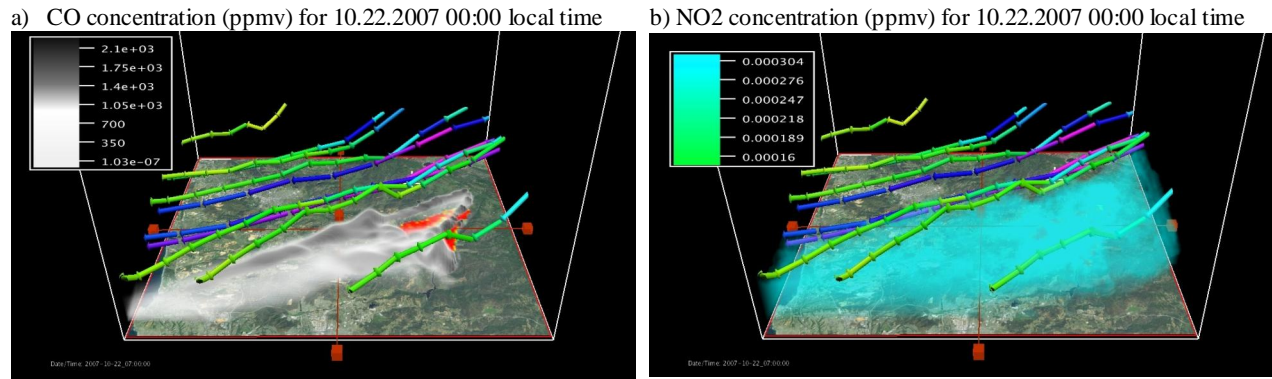 a) CO concentration (ppmv) for 10.22.2007 00:00 local time
2.1e+03
1.75e+03
1.4e+03
1.05e+03
700
350
1.03e-07
Date/Time: 2007-10-22_07:00:00
b) NO2 concentration (ppmv) for 10.22.2007 00:00 local time
0.000304
0.000276
0.000247
0.000218
0.000189
0.00016
Date/Time: 2007-10-22_07:00:00